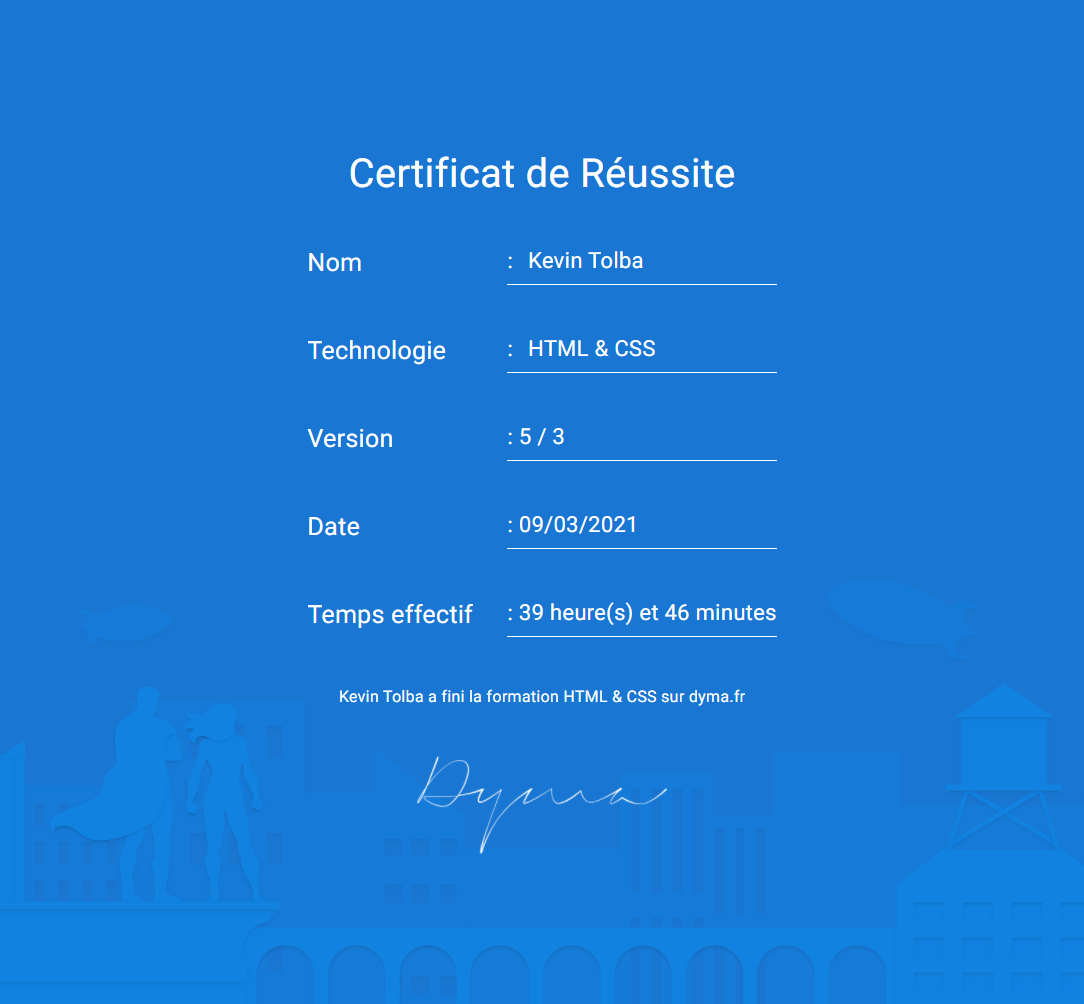 Certificat de Réussite
Nom : Kevin Tolba
Technologie : HTML & CSS
Version : 5 / 3
Date : 09/03/2021
Temps effectif : 39 heure(s) et 46 minutes
Kevin Tolba a fini la formation HTML & CSS sur dyma.fr
Dyma